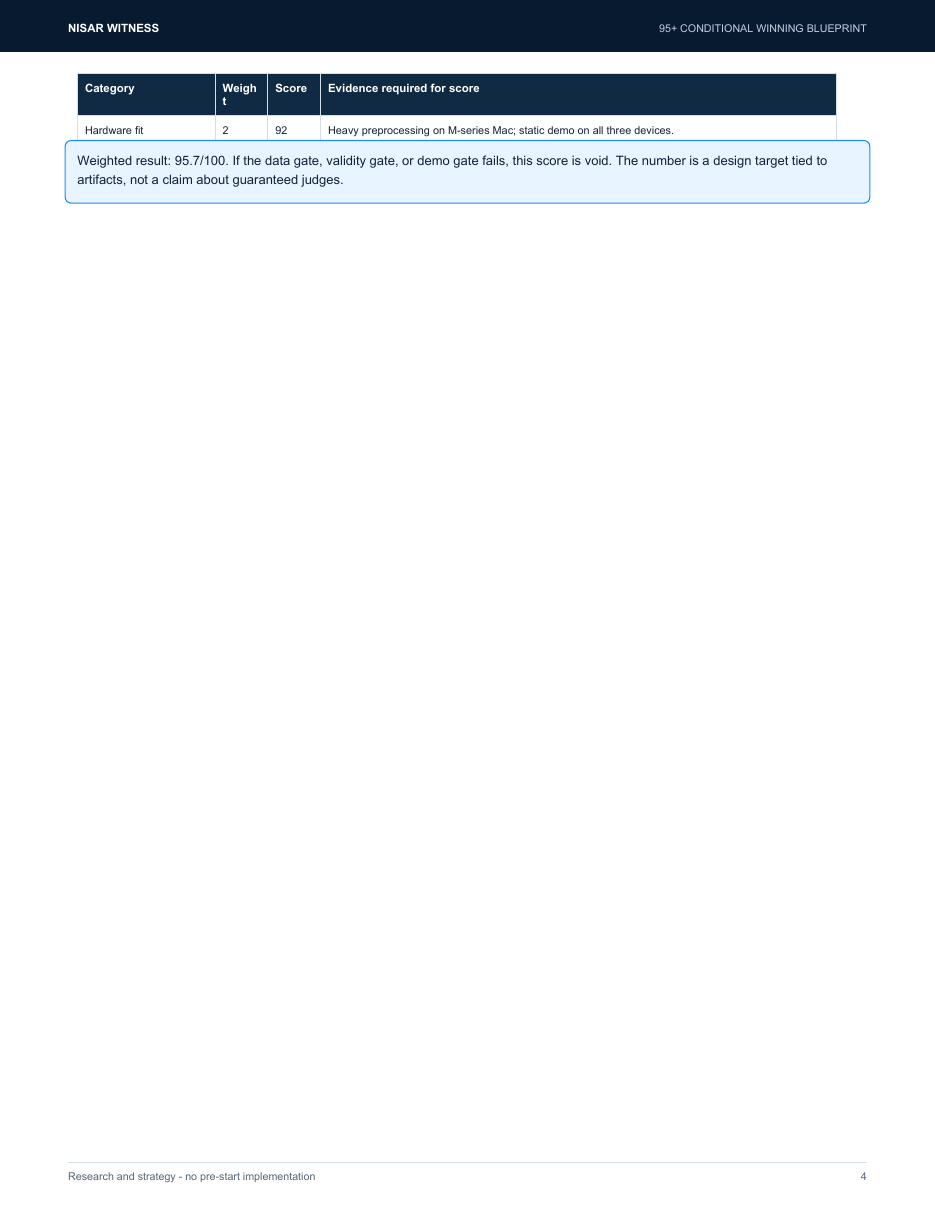 NISAR WITNESS
95+ CONDITIONAL WINNING BLUEPRINT
Category Weigh Score Evidence required for score
t
Hardware fit 2 92 Heavy preprocessing on M-series Mac; static demo on all three devices.
Weighted result: 95.7/100. If the data gate, validity gate, or demo gate fails, this score is void. The number is a design target tied to
artifacts, not a claim about guaranteed judges.
Research and strategy - no pre-start implementation
4